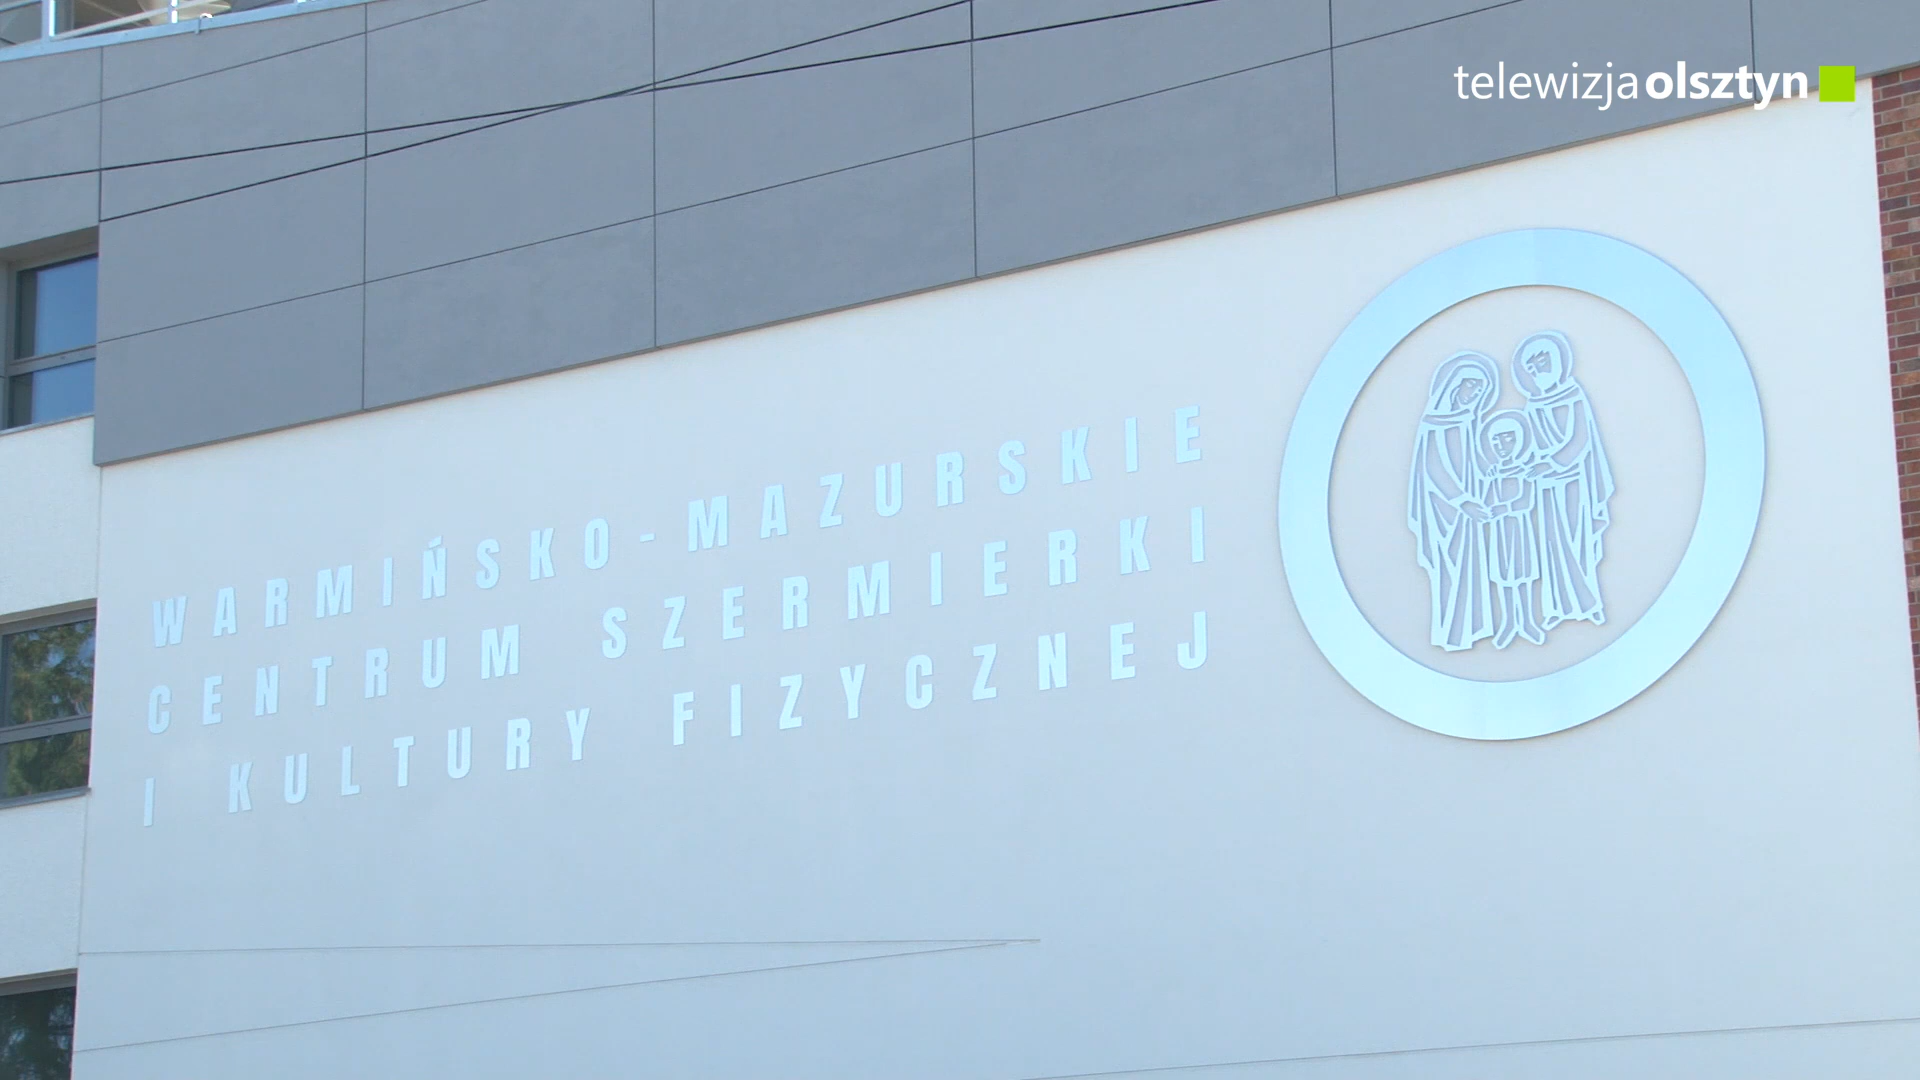 telewizjaolsztyn
WARMIŃSKO-MAZURSKIE
CENTRUM SZERMIERKI
I KULTURY FIZYCZNEJ